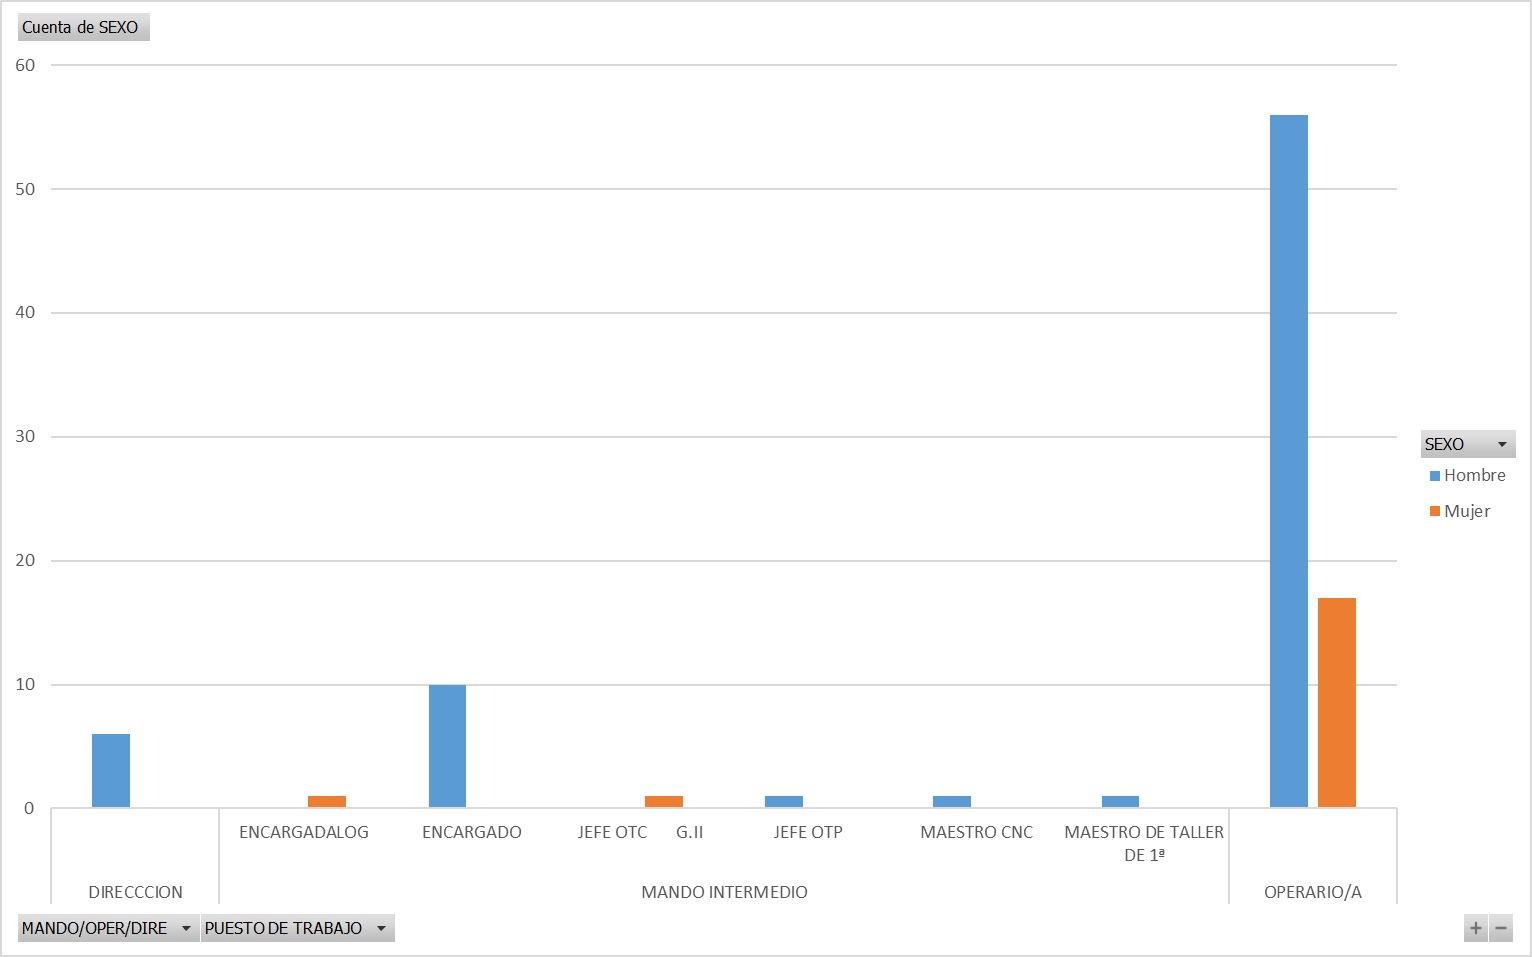 Cuenta de SEXO
60
50
40
30
20
10
0
ENCARGADALOG
ENCARGADO
JEFE OTC G.II
JEFE OTP
MAESTRO CNC
MAESTRO DE TALLER
DE 1ª
DIRECCCION
MANDO INTERMEDIO
OPERARIO/A
SEXO
Hombre
Mujer
MANDO/OPER/DIRE
PUESTO DE TRABAJO
+ −